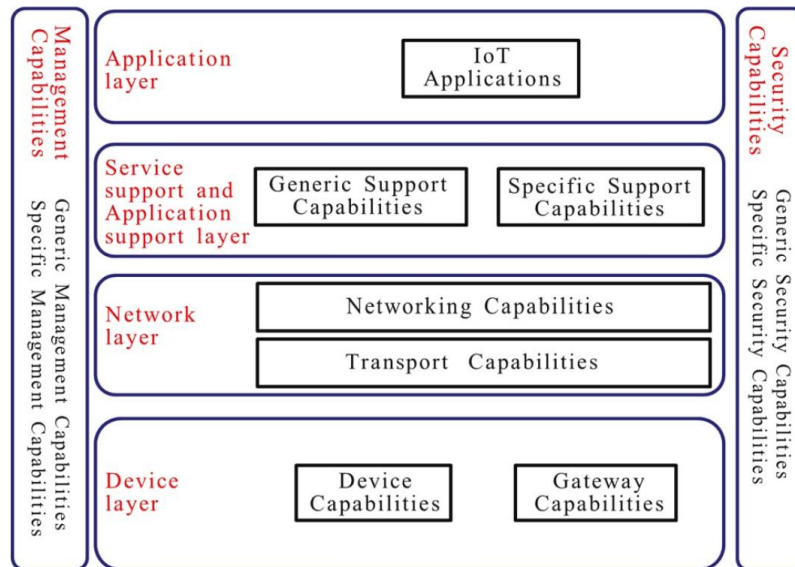 Management
Capabilities
Generic Management Capabilities
Specific Management Capabilities
Application
layer
IoT
Applications
Service
support and
Application
support layer
Generic Support
Capabilities
Specific Support
Capabilities
Network
layer
Networking Capabilities
Transport Capabilities
Device
layer
Device
Capabilities
Gateway
Capabilities
Security
Capabilities
Generic Security Capabilities
Specific Security Capabilities